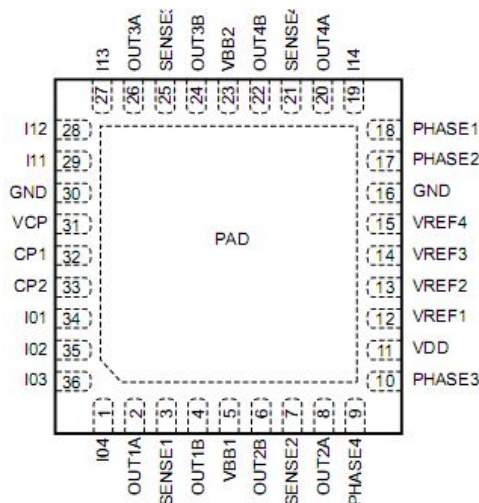 I13
OUT3A
SENSE3
OUT3B
VBB2
OUT4B
SENSE4
OUT4A
I14
27
26
25
24
23
22
21
20
19
I12 28
I11 29
GND 30
VCP 31
CP1 32
CP2 33
I01 34
I02 35
I03 36
PAD
18 PHASE1
17 PHASE2
16 GND
15 VREF4
14 VREF3
13 VREF2
12 VREF1
11 VDD
10 PHASE3
1
2
3
4
5
6
7
8
9
I04
OUT1A
SENSE1
OUT1B
VBB1
OUT2B
SENSE2
OUT2A
PHASE4